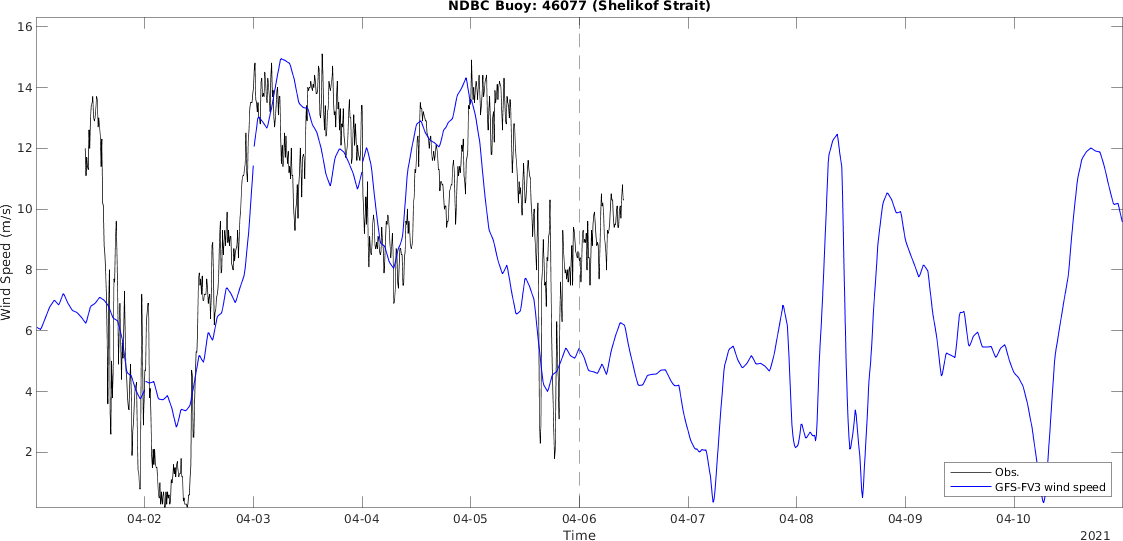 NDBC Buoy: 46077 (Shelikof Strait)
16
14
12
10
8
6
4
2
Wind Speed (m/s)
Obs.
GFS-FV3 wind speed
04-02 04-03 04-04 04-05 04-06 04-07 04-08 04-09 04-10
Time
2021